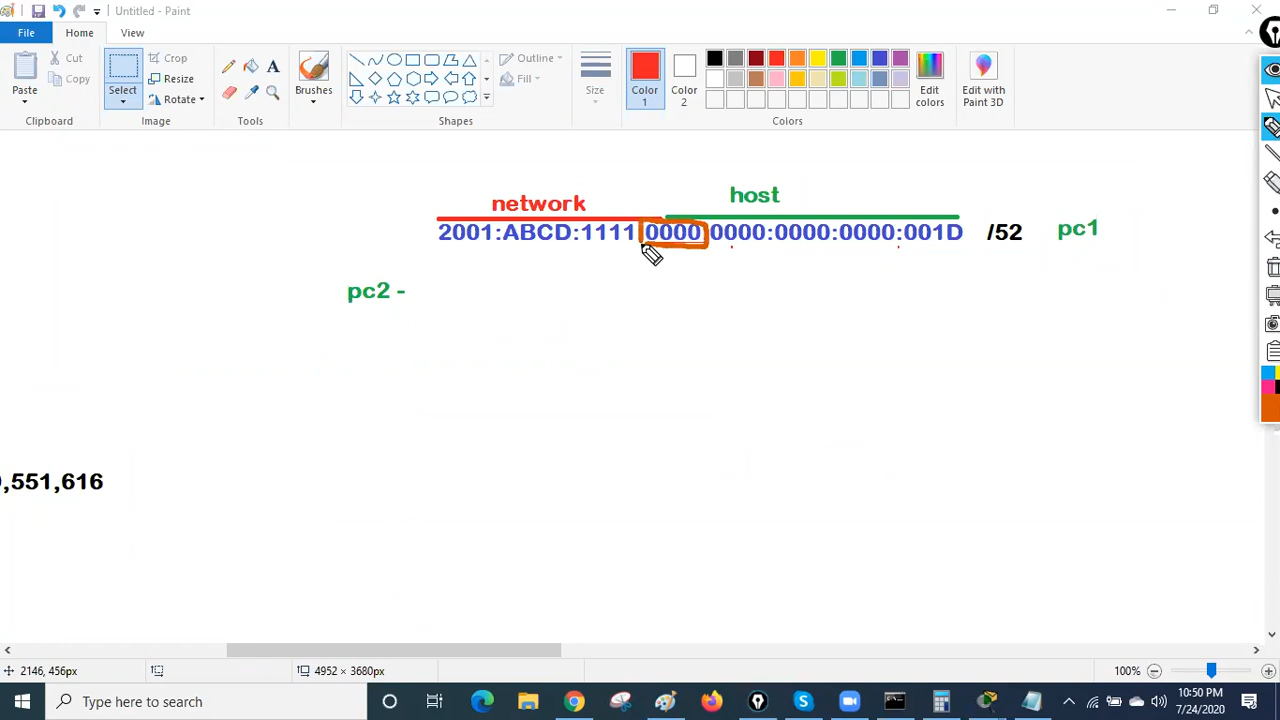 Untitled - Paint
File Home View
Paste
Cut
Copy
Clipboard
Select
Crop
Resize
Rotate
Image
A
Tools
Brushes
Outline
Fill
Shapes
Size
Color 1
Color 2
Edit colors
Colors
Edit with Paint 3D
network
host
2001:ABCD:1111 0000 0000:0000:0000:001D /52 pc1
pc2 -
,551,616
2146, 456px
4952 × 3680px
100%
Type here to search
10:50 PM
7/24/2020